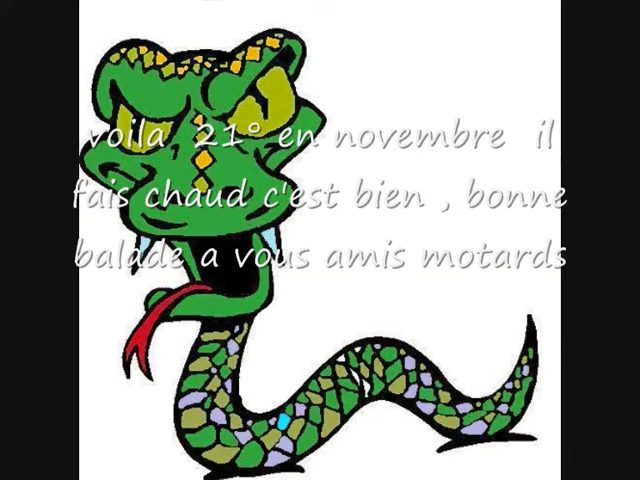 voila 21° en novembre il
fais chaud c'est bien , bonne
balade a vous amis motards